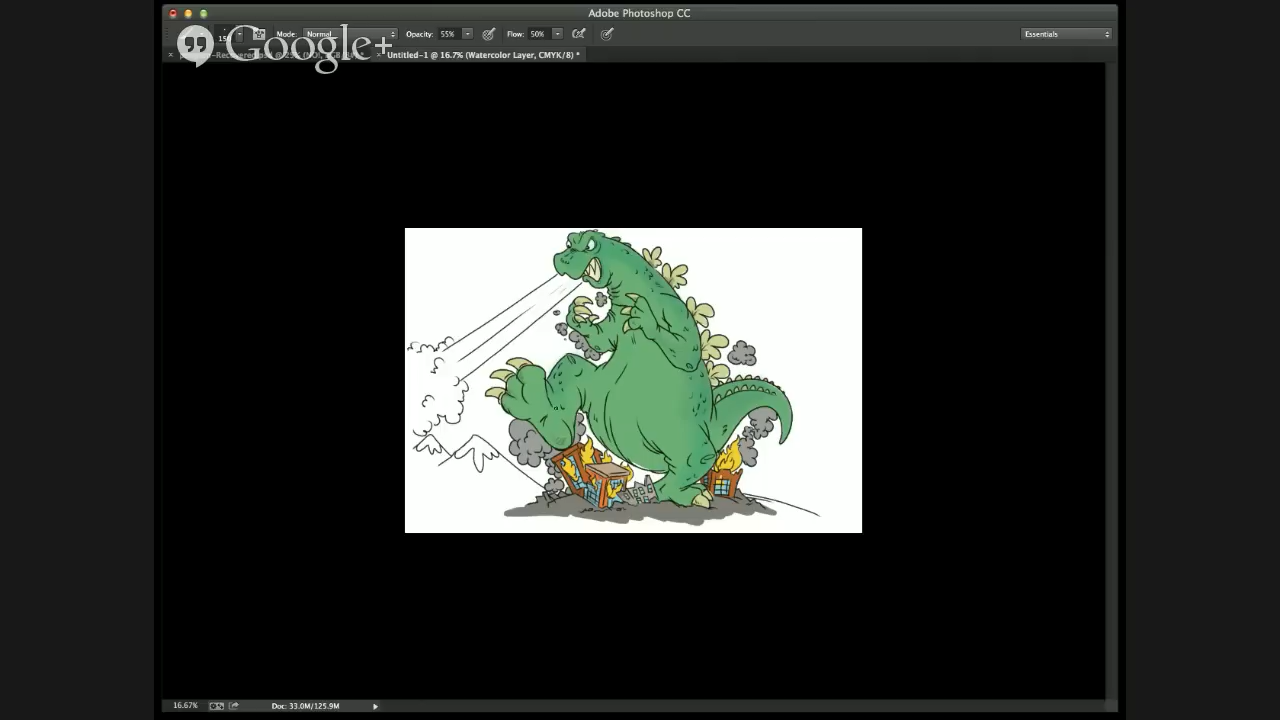 Adobe Photoshop CC
Mode: Normal Opacity: 55% Flow: 50% Essentials
Google+
Untitled-1 @ 16.7% (Watercolor Layer, CMYK/8) *
16.67% Doc: 33.0M/125.9M